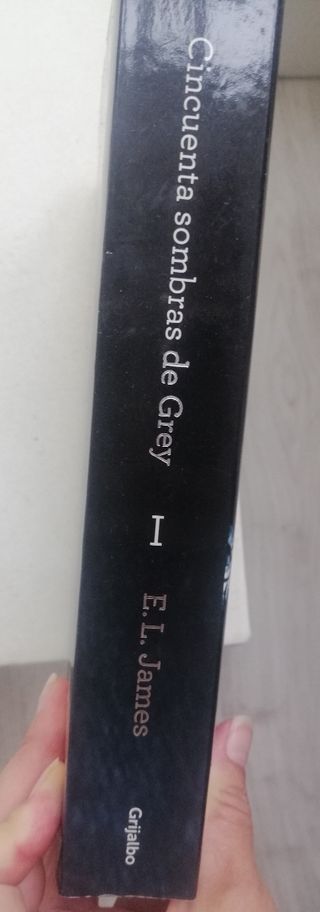 Cincuenta sombras de Grey
I
E. L. James
Grijalbo